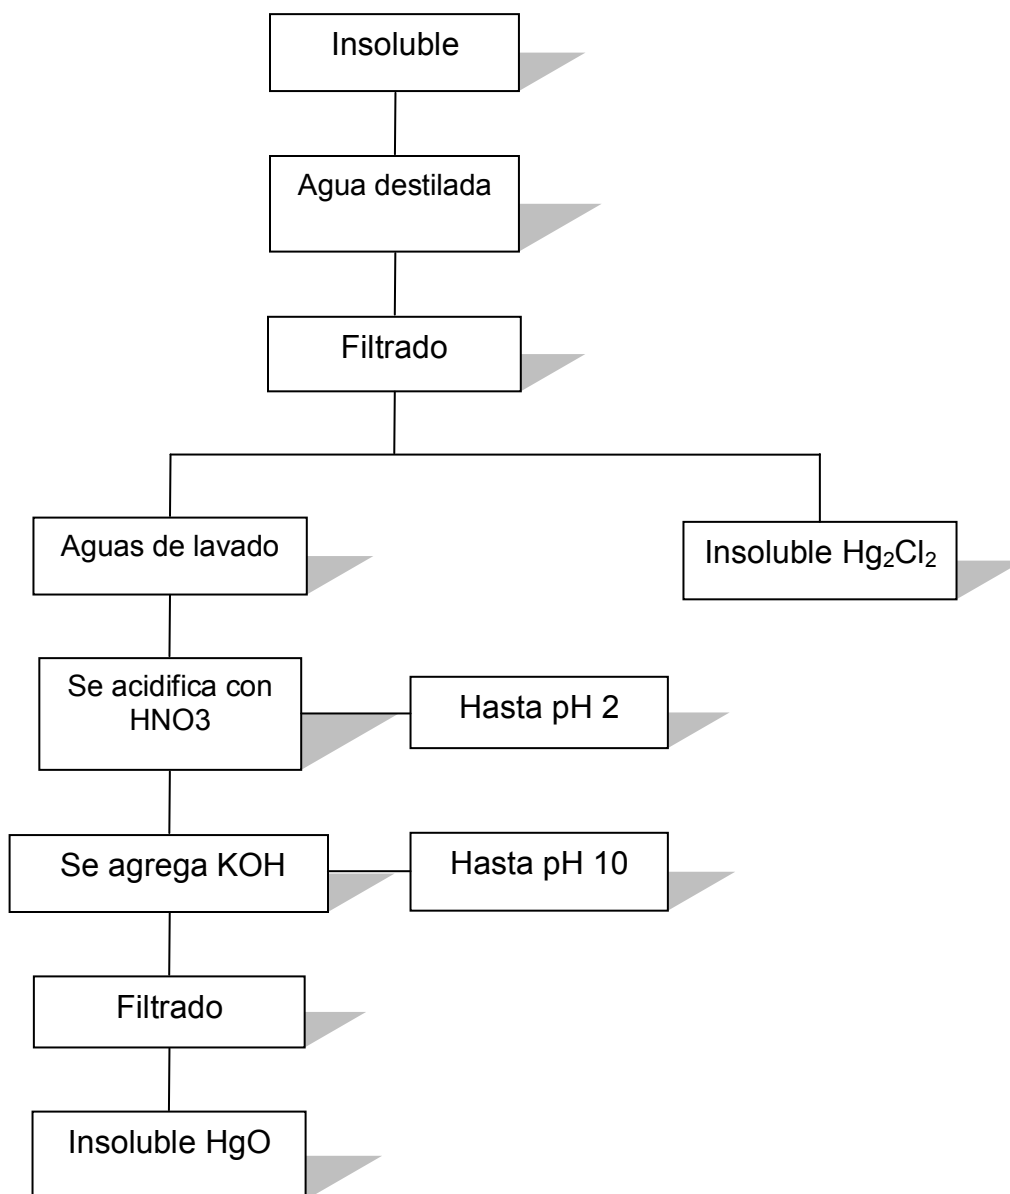 Insoluble
Agua destilada
Filtrado
Aguas de lavado
Insoluble Hg₂Cl₂
Se acidifica con
HNO3
Hasta pH 2
Se agrega KOH
Hasta pH 10
Filtrado
Insoluble HgO